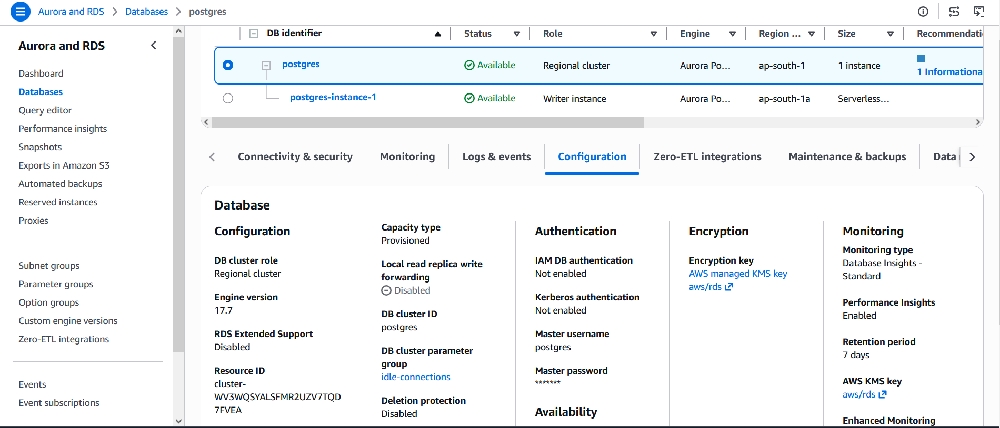 Aurora and RDS > Databases > postgres
Aurora and RDS
Dashboard
Databases
Query editor
Performance insights
Snapshots
Exports in Amazon S3
Automated backups
Reserved instances
Proxies
Subnet groups
Parameter groups
Option groups
Custom engine versions
Zero-ETL integrations
Events
Event subscriptions
DB identifier Status Role Engine Region ... Size Recommendati
postgres Available Regional cluster Aurora Po... ap-south-1 1 instance 1 Informationa
postgres-instance-1 Available Writer instance Aurora Po... ap-south-1a Serverless...
Connectivity & security Monitoring Logs & events Configuration Zero-ETL integrations Maintenance & backups Data
Database
Configuration
DB cluster role
Regional cluster
Engine version
17.7
RDS Extended Support
Disabled
Resource ID
cluster-
WV3WQSYALSFMR2UZV7TQD
7FVEA
Capacity type
Provisioned
Local read replica write
forwarding
Disabled
DB cluster ID
postgres
DB cluster parameter
group
idle-connections
Deletion protection
Disabled
Authentication
IAM DB authentication
Not enabled
Kerberos authentication
Not enabled
Master username
postgres
Master password
*******
Availability
Encryption
Encryption key
AWS managed KMS key
aws/rds
Monitoring
Monitoring type
Database Insights -
Standard
Performance Insights
Enabled
Retention period
7 days
AWS KMS key
aws/rds
Enhanced Monitoring